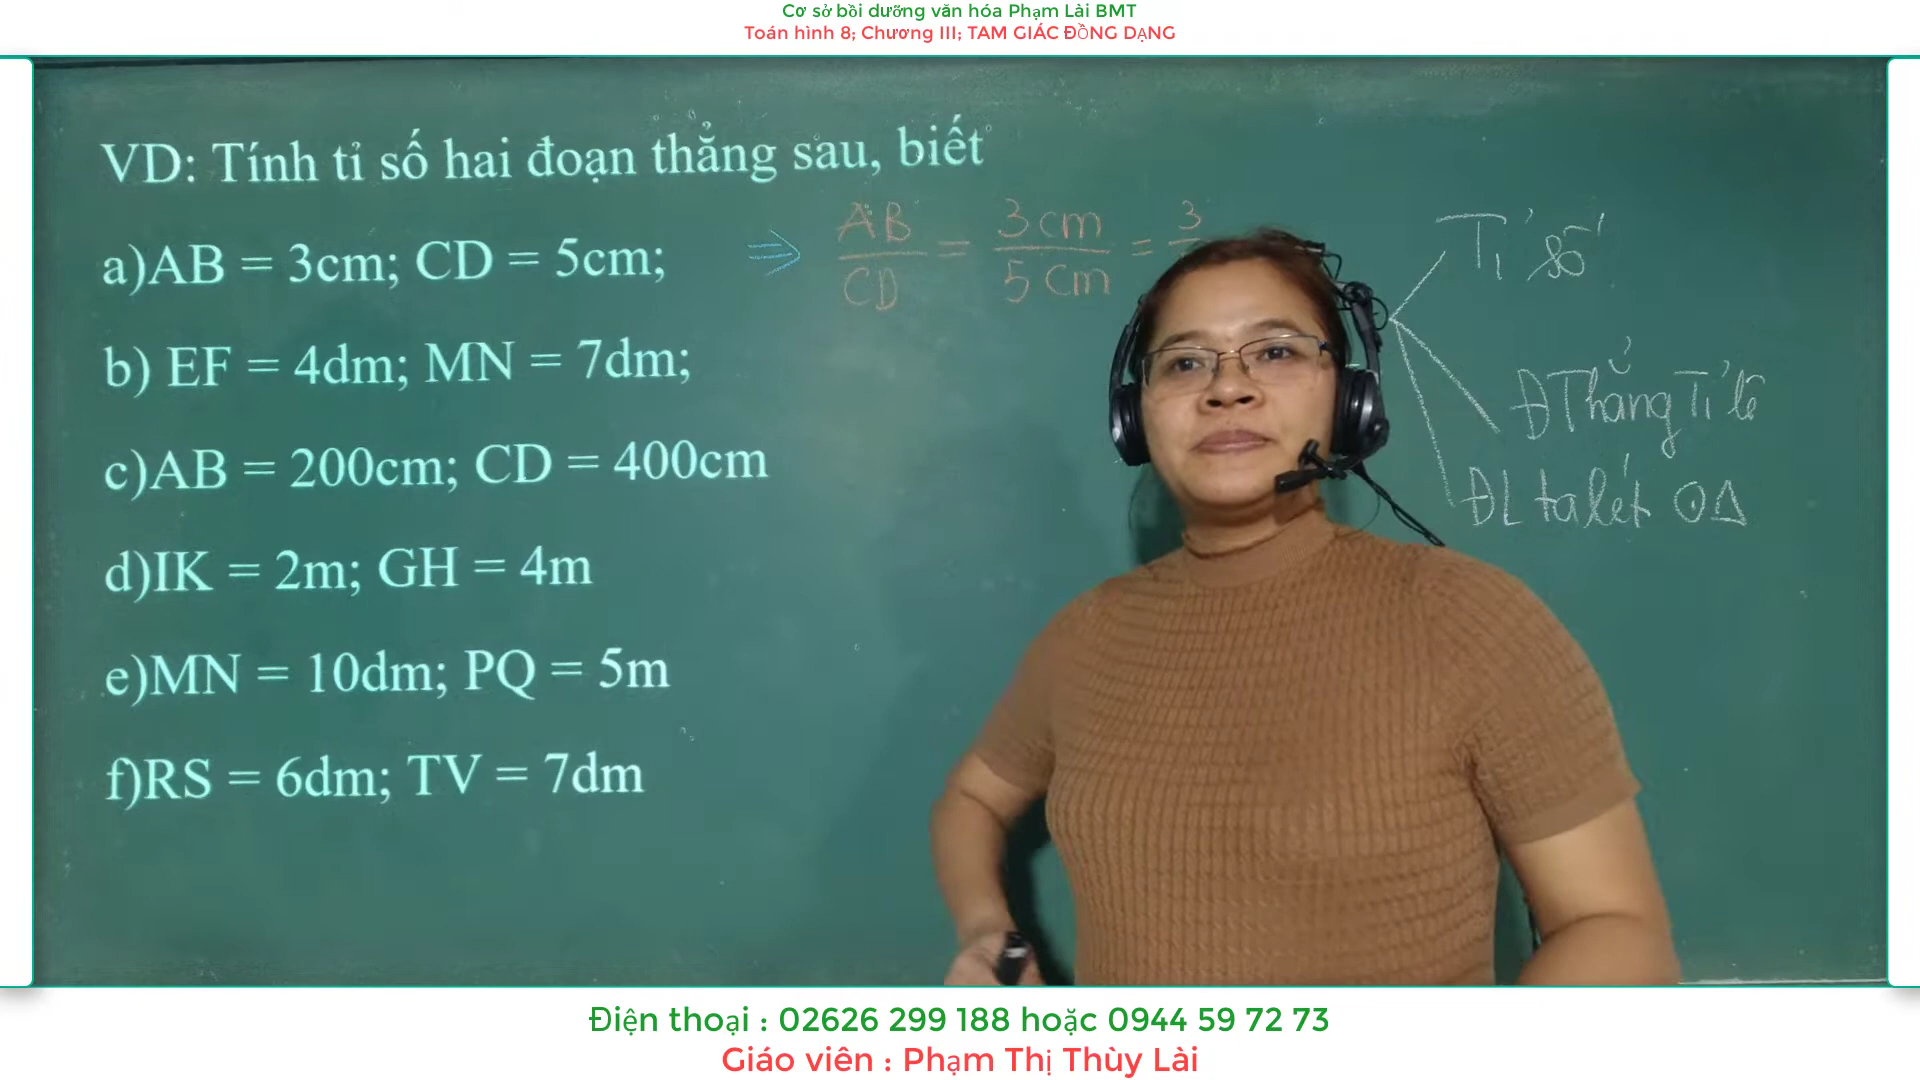 Cơ sở bồi dưỡng văn hóa Phạm Lài BMT
Toán hình 8; Chương III; TAM GIÁC ĐỒNG DẠNG
VD: Tính tỉ số hai đoạn thẳng sau, biết
a)AB = 3cm; CD = 5cm; ⇒ AB/CD = 3cm/5cm = 3
b) EF = 4dm; MN = 7dm;
c)AB = 200cm; CD = 400cm
d)IK = 2m; GH = 4m
e)MN = 10dm; PQ = 5m
f)RS = 6dm; TV = 7dm
Tỉ số
ĐThẳng Tỉ lệ
ĐL talét ⊙Δ
Điện thoại : 02626 299 188 hoặc 0944 59 72 73
Giáo viên : Phạm Thị Thùy Lài